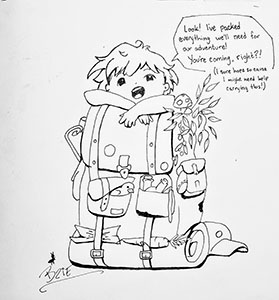 Look! I've packed
everything we'll need for
our adventure!
You're coming, right?!
(I sure hope so cause
I might need help
carrying this!)